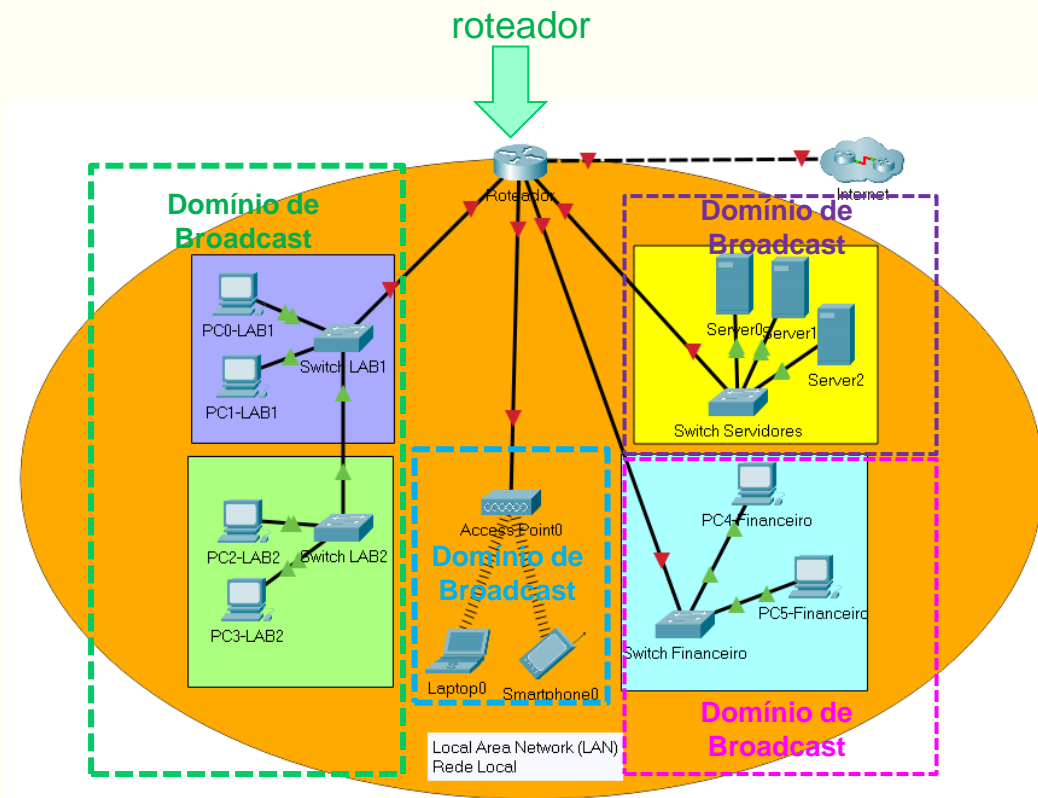 roteador
Roteador
Internet
Domínio de
Broadcast
PC0-LAB1
PC1-LAB1
Switch LAB1
PC2-LAB2
PC3-LAB2
Switch LAB2
Access Point0
Domínio de
Broadcast
Laptop0
Smartphone0
Domínio de
Broadcast
Server0s
Server1
Server2
Switch Servidores
PC4-Financeiro
PC5-Financeiro
Switch Financeiro
Domínio de
Broadcast
Local Area Network (LAN)
Rede Local